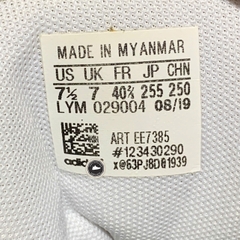 MADE IN MYANMAR
US UK FR JP CHN
7½ 7 40⅔ 255 250
LYM 029004 08/19
ART EE7385
#123430290
x@63PJ8DQ1939